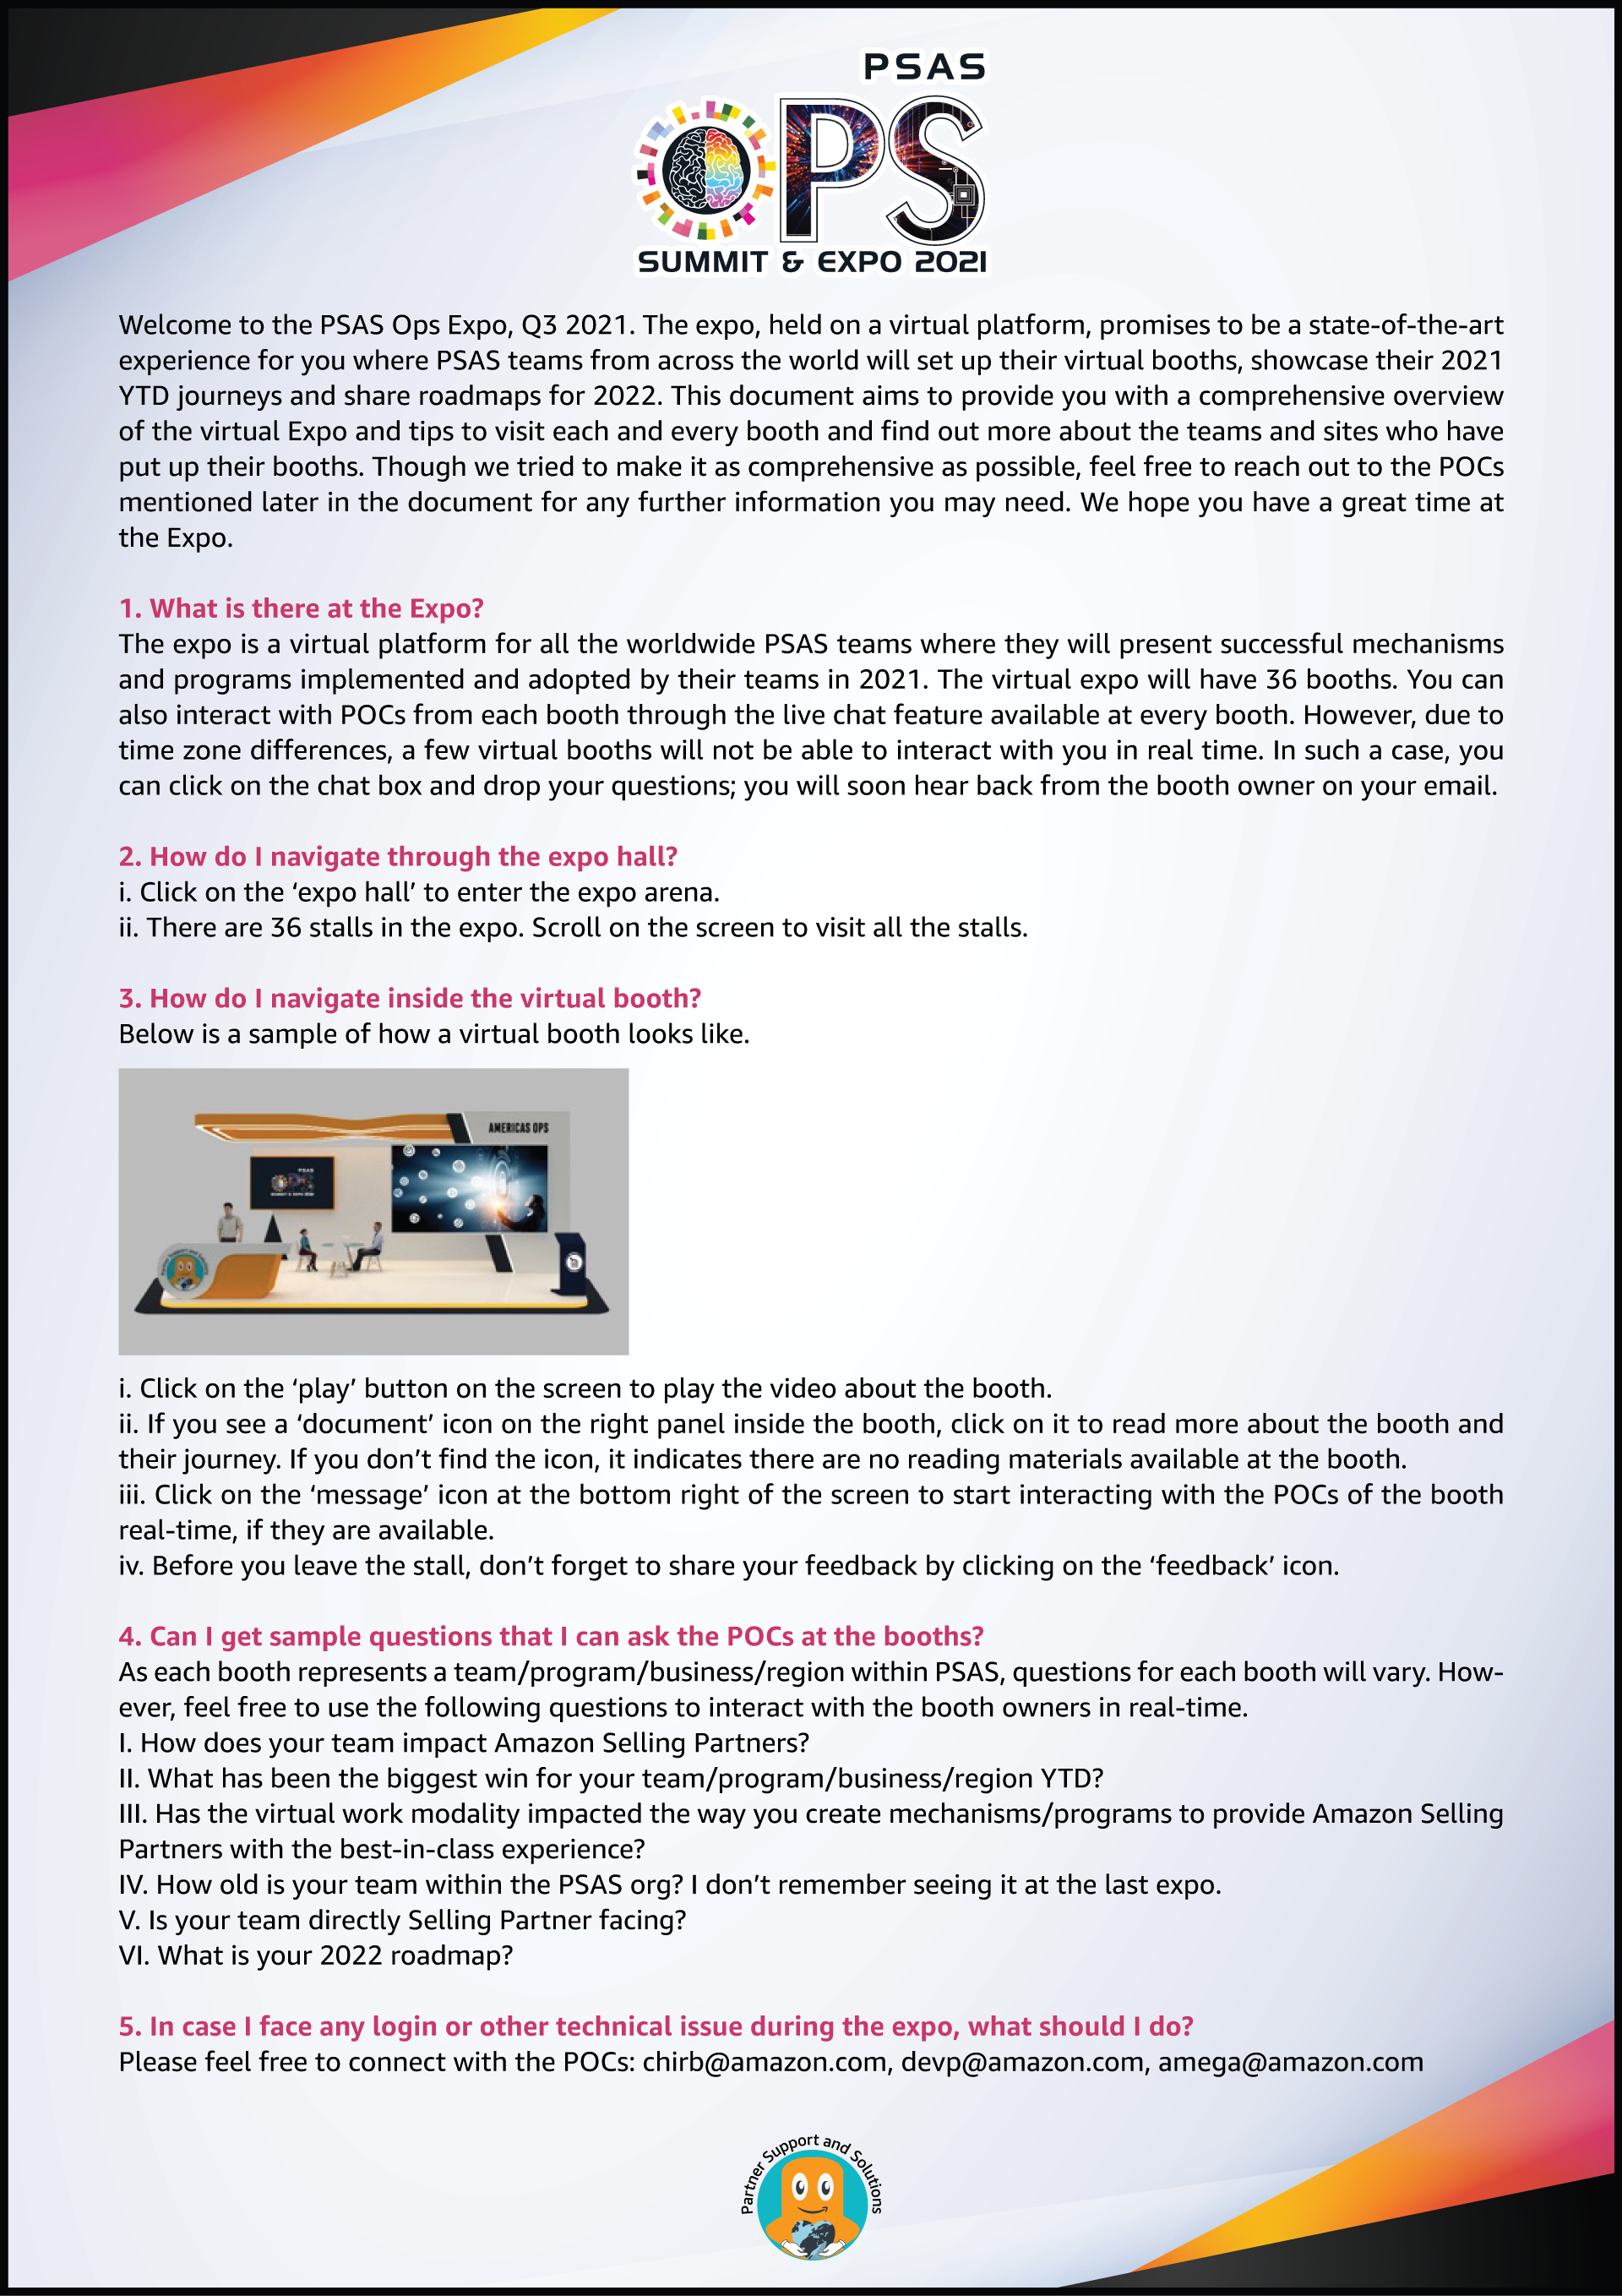 PSAS
OPS
SUMMIT & EXPO 2021
Welcome to the PSAS Ops Expo, Q3 2021. The expo, held on a virtual platform, promises to be a state-of-the-art
experience for you where PSAS teams from across the world will set up their virtual booths, showcase their 2021
YTD journeys and share roadmaps for 2022. This document aims to provide you with a comprehensive overview
of the virtual Expo and tips to visit each and every booth and find out more about the teams and sites who have
put up their booths. Though we tried to make it as comprehensive as possible, feel free to reach out to the POCs
mentioned later in the document for any further information you may need. We hope you have a great time at
the Expo.
1. What is there at the Expo?
The expo is a virtual platform for all the worldwide PSAS teams where they will present successful mechanisms
and programs implemented and adopted by their teams in 2021. The virtual expo will have 36 booths. You can
also interact with POCs from each booth through the live chat feature available at every booth. However, due to
time zone differences, a few virtual booths will not be able to interact with you in real time. In such a case, you
can click on the chat box and drop your questions; you will soon hear back from the booth owner on your email.
2. How do I navigate through the expo hall?
i. Click on the ‘expo hall’ to enter the expo arena.
ii. There are 36 stalls in the expo. Scroll on the screen to visit all the stalls.
3. How do I navigate inside the virtual booth?
Below is a sample of how a virtual booth looks like.
AMERICAS OPS
PSAS
OPS
SUMMIT & EXPO 2021
Partner Support and Solutions
i. Click on the ‘play’ button on the screen to play the video about the booth.
ii. If you see a ‘document’ icon on the right panel inside the booth, click on it to read more about the booth and
their journey. If you don’t find the icon, it indicates there are no reading materials available at the booth.
iii. Click on the ‘message’ icon at the bottom right of the screen to start interacting with the POCs of the booth
real-time, if they are available.
iv. Before you leave the stall, don’t forget to share your feedback by clicking on the ‘feedback’ icon.
4. Can I get sample questions that I can ask the POCs at the booths?
As each booth represents a team/program/business/region within PSAS, questions for each booth will vary. How-
ever, feel free to use the following questions to interact with the booth owners in real-time.
I. How does your team impact Amazon Selling Partners?
II. What has been the biggest win for your team/program/business/region YTD?
III. Has the virtual work modality impacted the way you create mechanisms/programs to provide Amazon Selling
Partners with the best-in-class experience?
IV. How old is your team within the PSAS org? I don’t remember seeing it at the last expo.
V. Is your team directly Selling Partner facing?
VI. What is your 2022 roadmap?
5. In case I face any login or other technical issue during the expo, what should I do?
Please feel free to connect with the POCs: chirb@amazon.com, devp@amazon.com, amega@amazon.com
Partner Support and Solutions